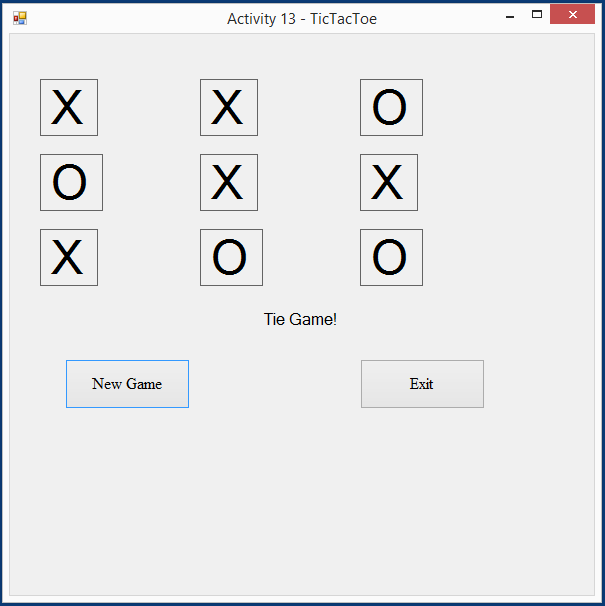 Activity 13 - TicTacToe
X X O
O X X
X O O
Tie Game!
New Game Exit